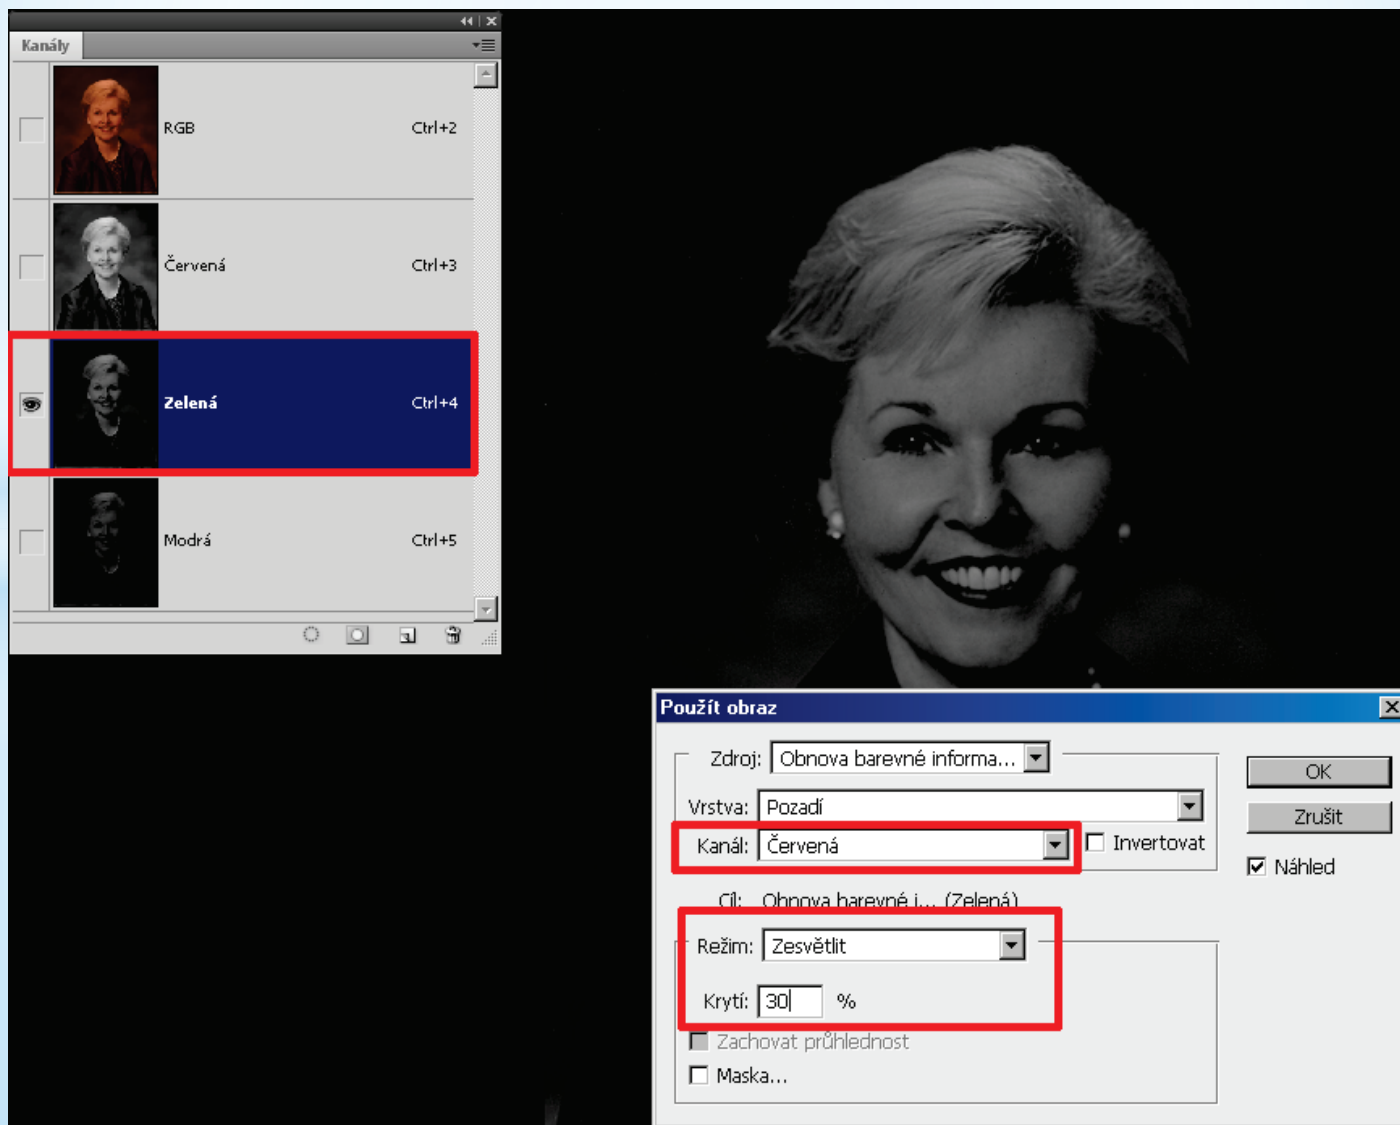 Kanály
RGB Ctrl+2
Červená Ctrl+3
Zelená Ctrl+4
Modrá Ctrl+5
Použít obraz
Zdroj: Obnova barevné informa...
OK
Vrstva: Pozadí
Zrušit
Kanál: Červená Invertovat
Náhled
Cíl: Obnova barevné i... (Zelená)
Režim: Zesvětlit
Krytí: 30 %
Zachovat průhlednost
Maska...